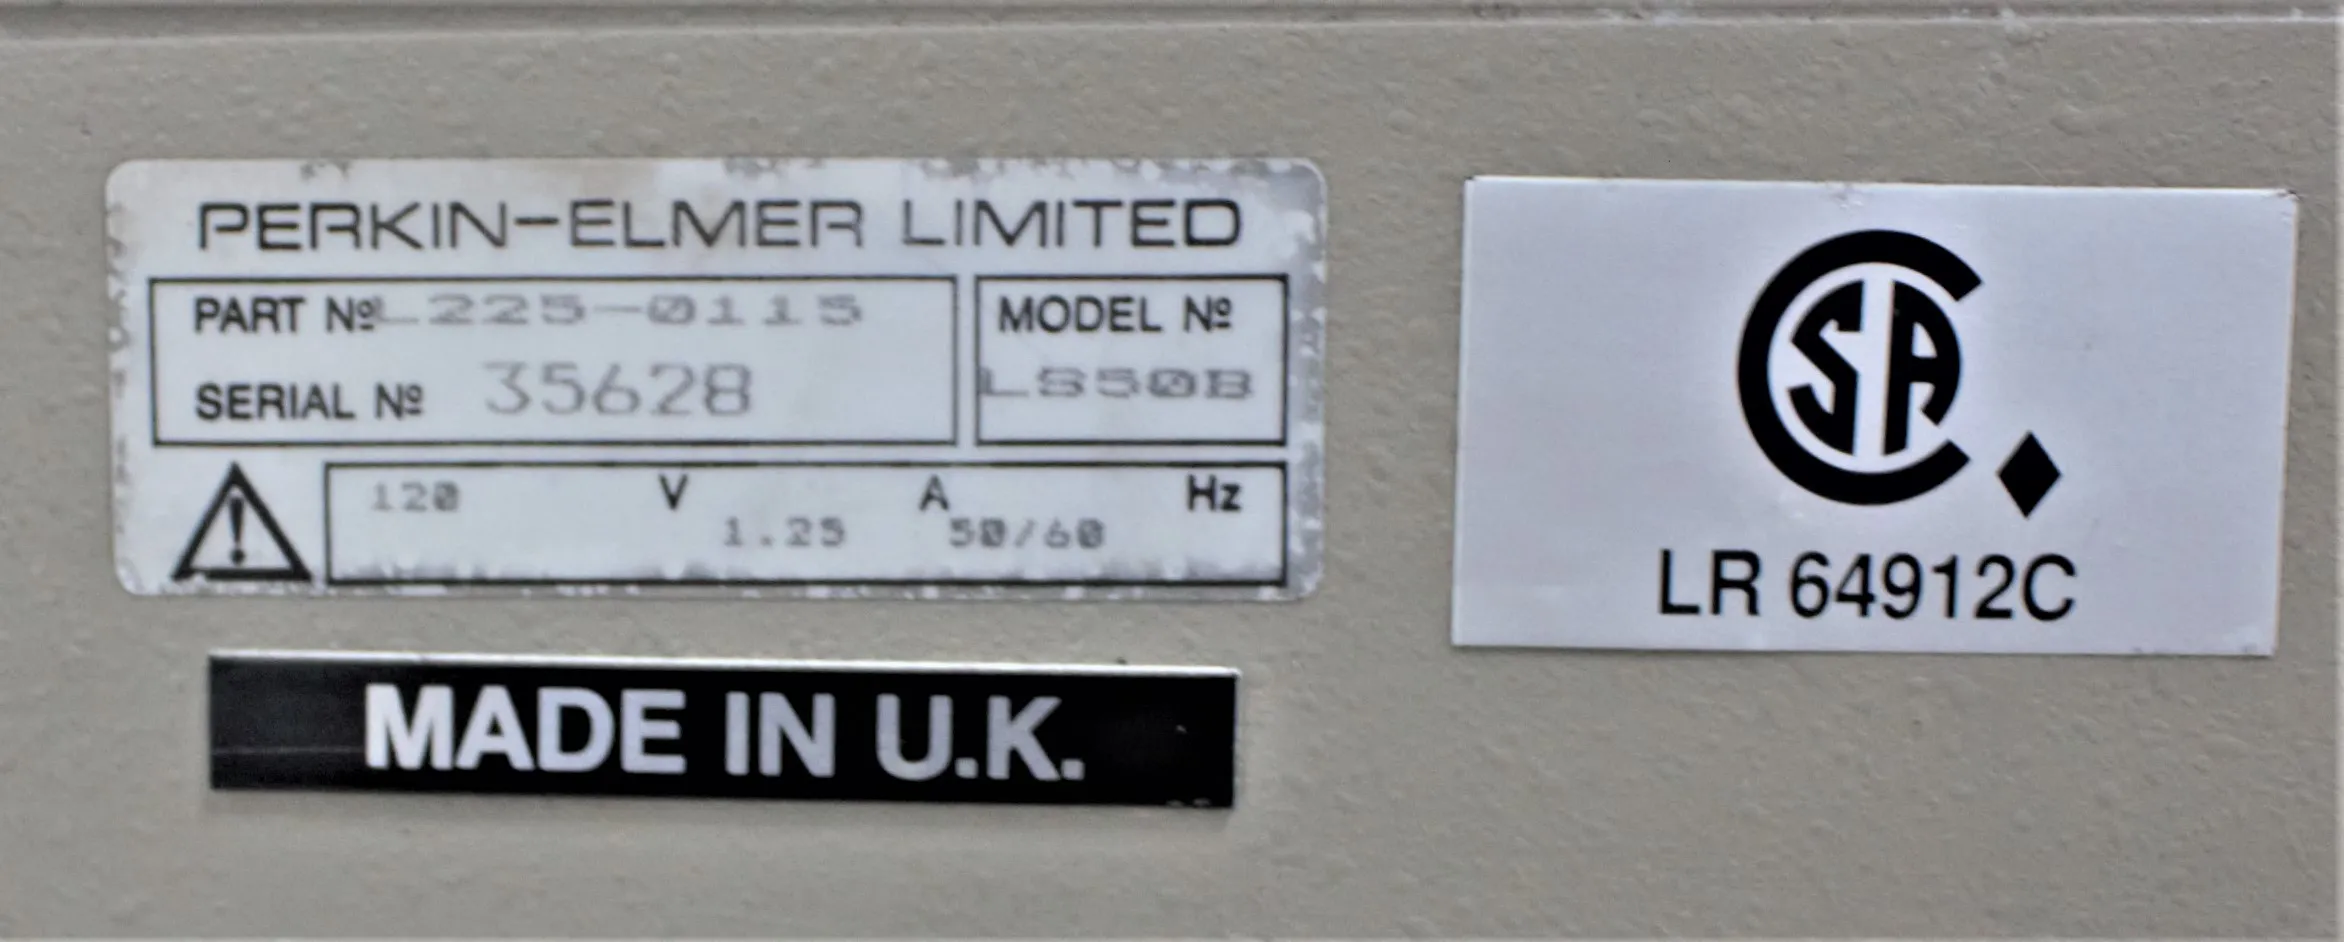 PERKIN-ELMER LIMITED
PART Nº L225-0115
SERIAL Nº 35628
MODEL Nº
LS50B
120 V 1.25 A 50/60 Hz
MADE IN U.K.
CSA
LR 64912C